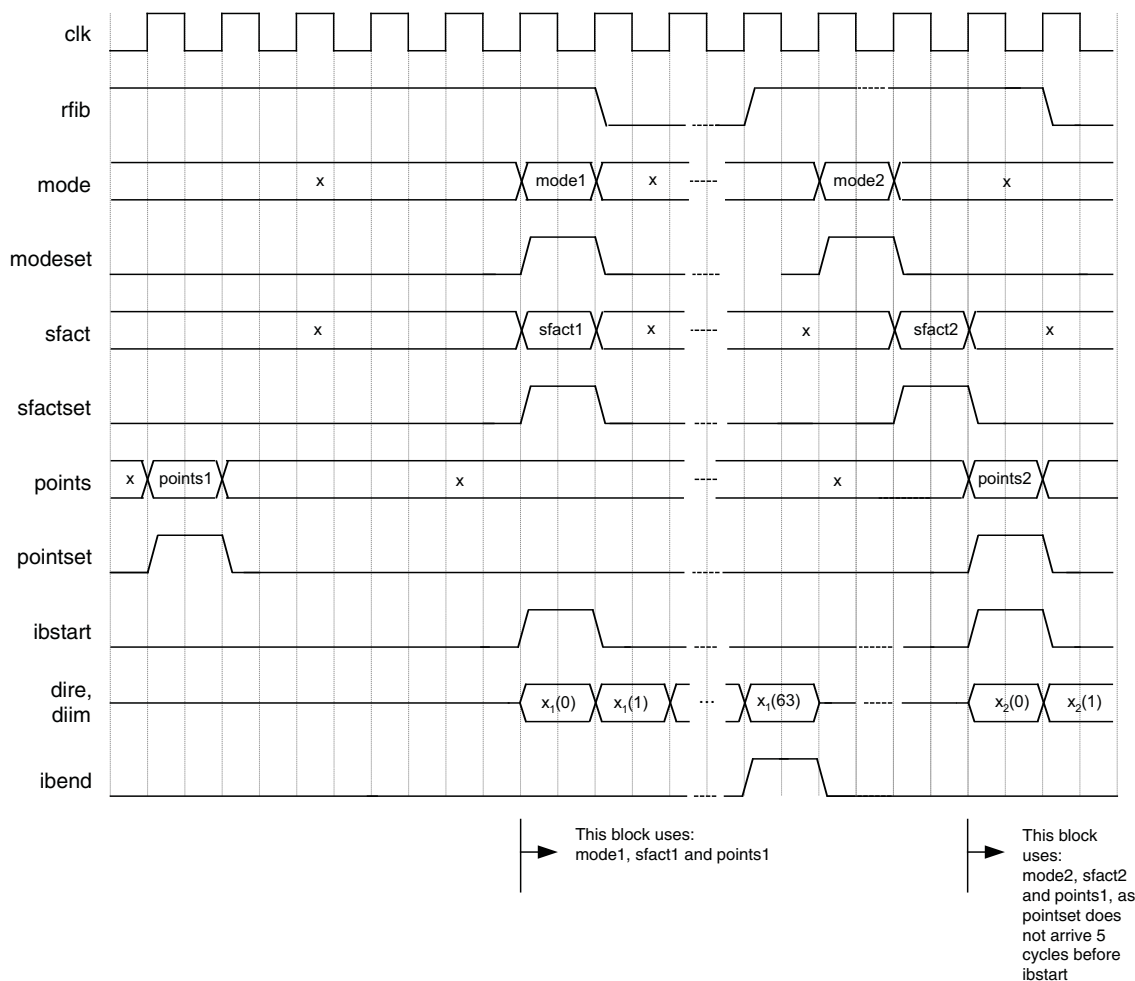 clk
rfib
mode x mode1 x mode2 x
modeset
sfact x sfact1 x x sfact2 x
sfactset
points x points1 x x points2
pointset
ibstart
dire,
diim x₁(0) x₁(1) ... x₁(63) x₂(0) x₂(1)
ibend
This block uses:
mode1, sfact1 and points1
This block
uses:
mode2, sfact2
and points1, as
pointset does
not arrive 5
cycles before
ibstart